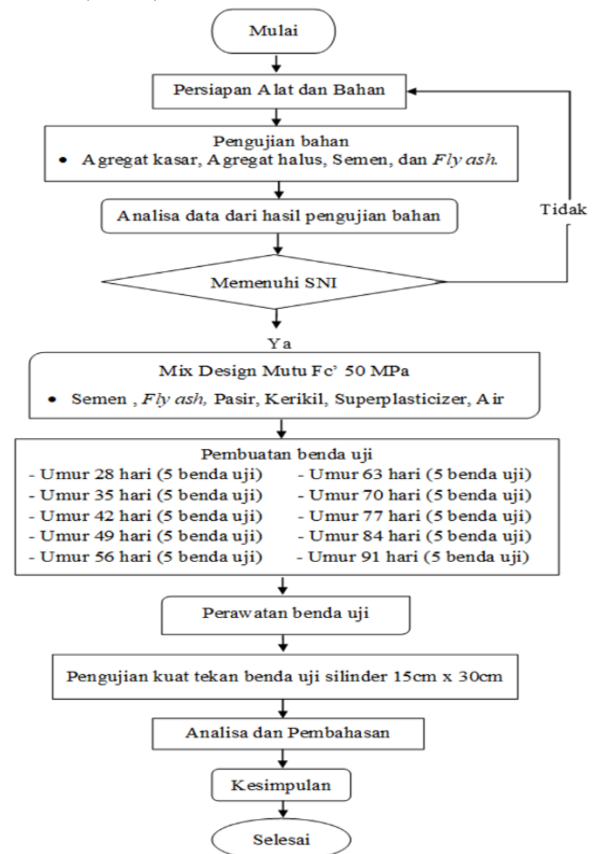 Mulai
Persiapan Alat dan Bahan
Pengujian bahan
• Agregat kasar, Agregat halus, Semen, dan Fly ash.
Analisa data dari hasil pengujian bahan
Tidak
Memenuhi SNI
Ya
Mix Design Mutu Fc' 50 MPa
• Semen , Fly ash, Pasir, Kerikil, Superplasticizer, Air
Pembuatan benda uji
- Umur 28 hari (5 benda uji) - Umur 63 hari (5 benda uji)
- Umur 35 hari (5 benda uji) - Umur 70 hari (5 benda uji)
- Umur 42 hari (5 benda uji) - Umur 77 hari (5 benda uji)
- Umur 49 hari (5 benda uji) - Umur 84 hari (5 benda uji)
- Umur 56 hari (5 benda uji) - Umur 91 hari (5 benda uji)
Perawatan benda uji
Pengujian kuat tekan benda uji silinder 15cm x 30cm
Analisa dan Pembahasan
Kesimpulan
Selesai